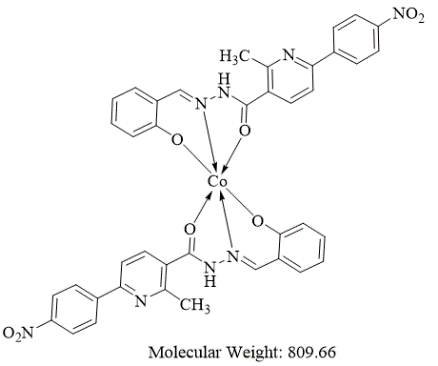 NO₂
H₃C N
H
N N
O
O
Co
O
O
N N
H
N CH₃
O₂N
Molecular Weight: 809.66